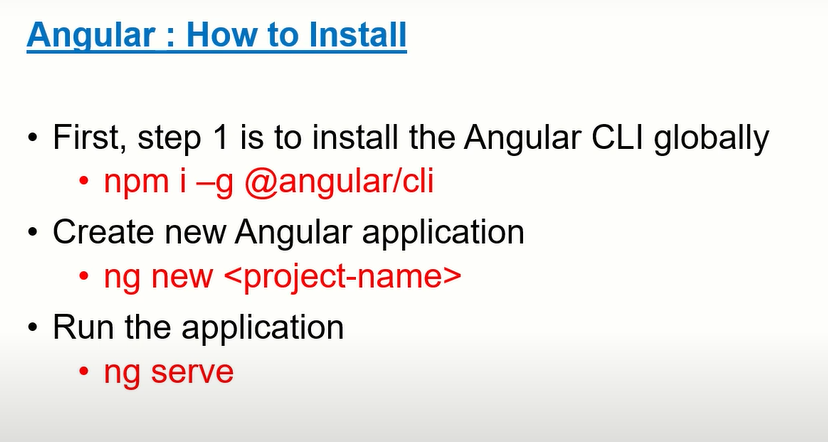 Angular : How to Install
• First, step 1 is to install the Angular CLI globally
• npm i –g @angular/cli
• Create new Angular application
• ng new <project-name>
• Run the application
• ng serve